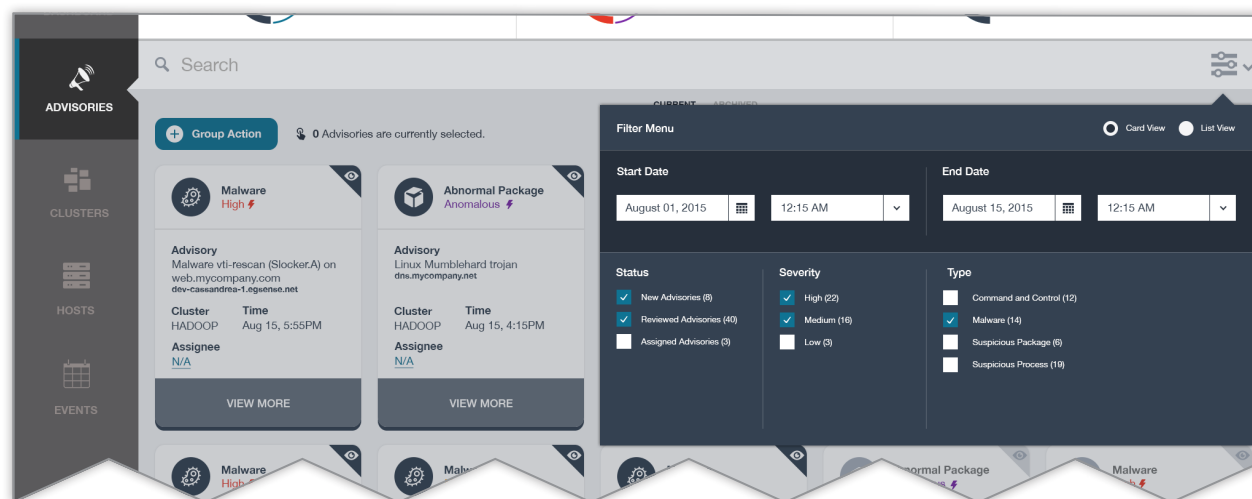 Search
ADVISORIES
CURRENT ARCHIVED
Group Action
0 Advisories are currently selected.
Filter Menu
Card View
List View
Start Date
End Date
August 01, 2015
12:15 AM
August 15, 2015
12:15 AM
CLUSTERS
HOSTS
EVENTS
Malware
High
Advisory
Malware vti-rescan (Slocker.A) on
web.mycompany.com
dev-cassandrea-1.egsense.net
Cluster Time
HADOOP Aug 15, 5:55PM
Assignee
N/A
VIEW MORE
Abnormal Package
Anomalous
Advisory
Linux Mumblehard trojan
dns.mycompany.net
Cluster Time
HADOOP Aug 15, 4:15PM
Assignee
N/A
VIEW MORE
Status
New Advisories (8)
Reviewed Advisories (40)
Assigned Advisories (3)
Severity
High (22)
Medium (16)
Low (3)
Type
Command and Control (12)
Malware (14)
Suspicious Package (6)
Suspicious Process (19)
Malware
High
Package
Malware